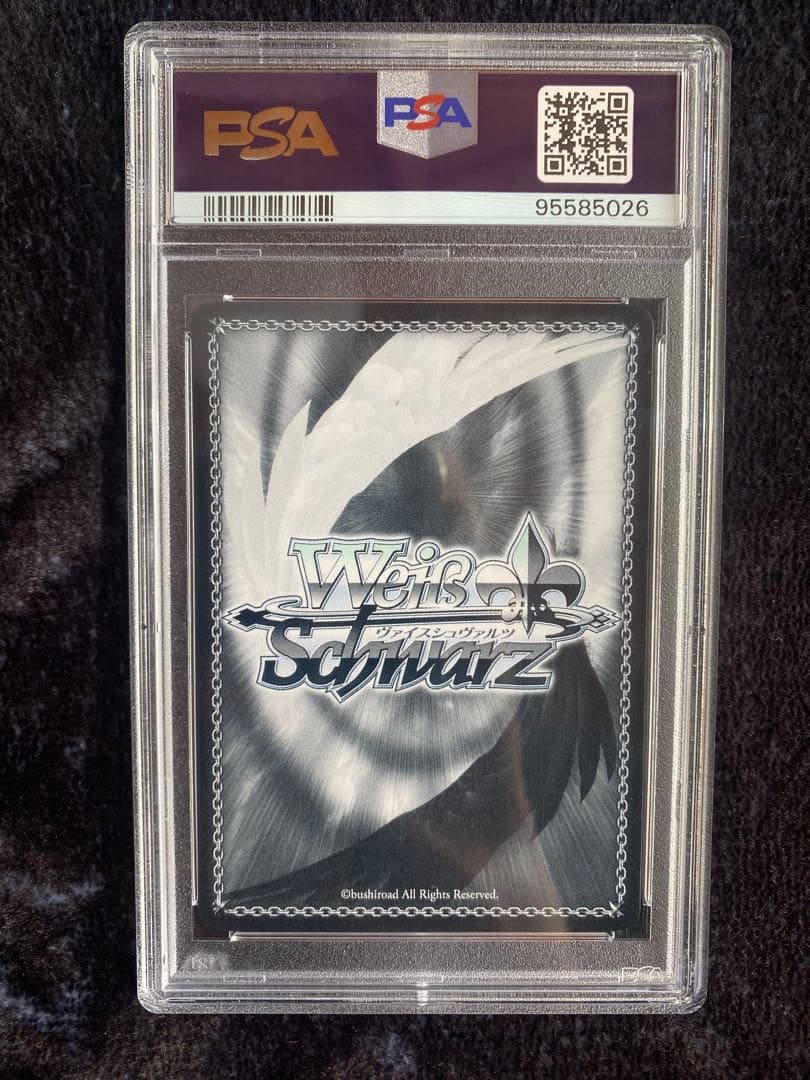 PSA
PSA
95585026
Weiß
ヴァイスシュヴァルツ
Schwarz
©bushiroad All Rights Reserved.
PSA